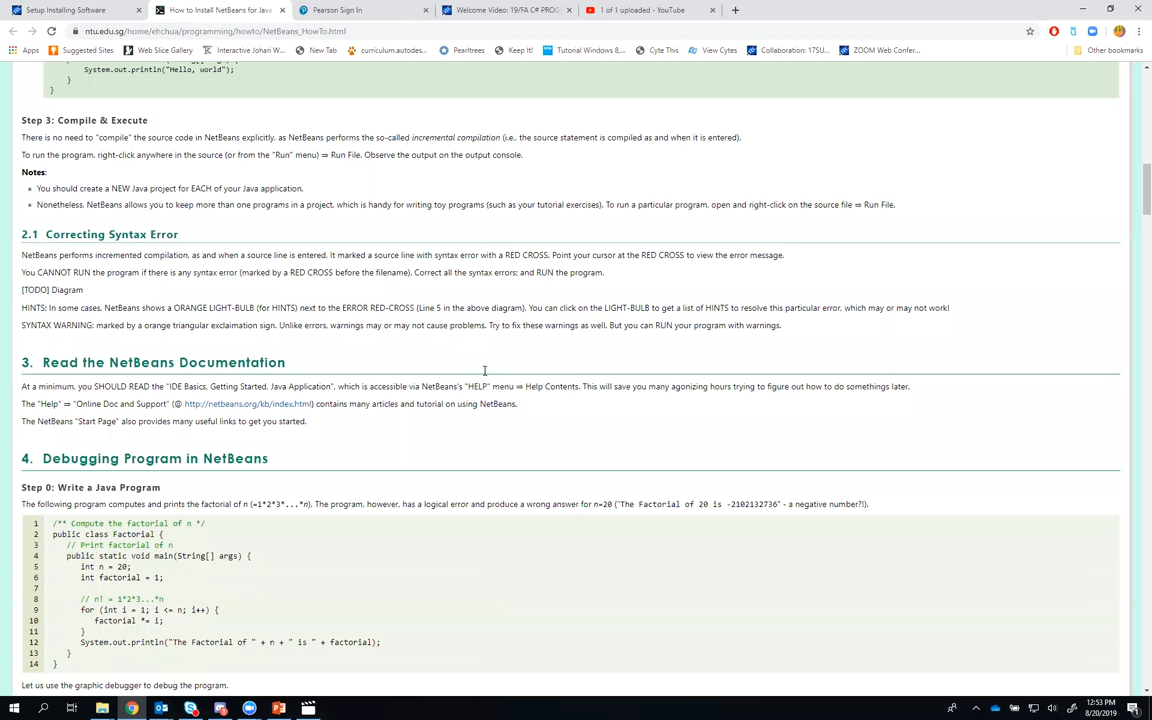 Setup Installing Software
How to Install NetBeans for Java
Pearson Sign In
Welcome Video: 19/FA C# PROG
1 of 1 uploaded - YouTube
ntu.edu.sg/home/ehchua/programming/howto/NetBeans_HowTo.html
Apps
Suggested Sites
Web Slice Gallery
Interactive Johan W...
New Tab
curriculum.autodes...
Pearltrees
Keep It!
Tutorial Windows 8,...
Cyte This
View Cytes
Collaboration: 17SU...
ZOOM Web Confer...
Other bookmarks
System.out.println("Hello, world");
}
}
Step 3: Compile & Execute
There is no need to "compile" the source code in NetBeans explicitly, as NetBeans performs the so-called incremental compilation (i.e., the source statement is compiled as and when it is entered).
To run the program, right-click anywhere in the source (or from the "Run" menu) ⇒ Run File. Observe the output on the output console.
Notes:
You should create a NEW Java project for EACH of your Java application.
Nonetheless, NetBeans allows you to keep more than one programs in a project, which is handy for writing toy programs (such as your tutorial exercises). To run a particular program, open and right-click on the source file ⇒ Run File.
2.1 Correcting Syntax Error
NetBeans performs incremented compilation, as and when a source line is entered. It marked a source line with syntax error with a RED CROSS. Point your cursor at the RED CROSS to view the error message.
You CANNOT RUN the program if there is any syntax error (marked by a RED CROSS before the filename). Correct all the syntax errors; and RUN the program.
[TODO] Diagram
HINTS: In some cases, NetBeans shows a ORANGE LIGHT-BULB (for HINTS) next to the ERROR RED-CROSS (Line 5 in the above diagram). You can click on the LIGHT-BULB to get a list of HINTS to resolve this particular error, which may or may not work!
SYNTAX WARNING: marked by a orange triangular exclaimation sign. Unlike errors, warnings may or may not cause problems. Try to fix these warnings as well. But you can RUN your program with warnings.
3. Read the NetBeans Documentation
At a minimum, you SHOULD READ the "IDE Basics, Getting Started, Java Application", which is accessible via NetBeans's "HELP" menu ⇒ Help Contents. This will save you many agonizing hours trying to figure out how to do somethings later.
The "Help" ⇒ "Online Doc and Support" (@ http://netbeans.org/kb/index.html) contains many articles and tutorial on using NetBeans.
The NetBeans "Start Page" also provides many useful links to get you started.
4. Debugging Program in NetBeans
Step 0: Write a Java Program
The following program computes and prints the factorial of n (=1*2*3*...*n). The program, however, has a logical error and produce a wrong answer for n=20 ("The Factorial of 20 is -2102132736" - a negative number?!).
1 /** Compute the factorial of n */
2 public class Factorial {
3 // Print factorial of n
4 public static void main(String[] args) {
5 int n = 20;
6 int factorial = 1;
7
8 // n! = 1*2*3...*n
9 for (int i = 1; i <= n; i++) {
10 factorial *= i;
11 }
12 System.out.println("The Factorial of " + n + " is " + factorial);
13 }
14 }
Let us use the graphic debugger to debug the program.
12:53 PM
8/20/2019